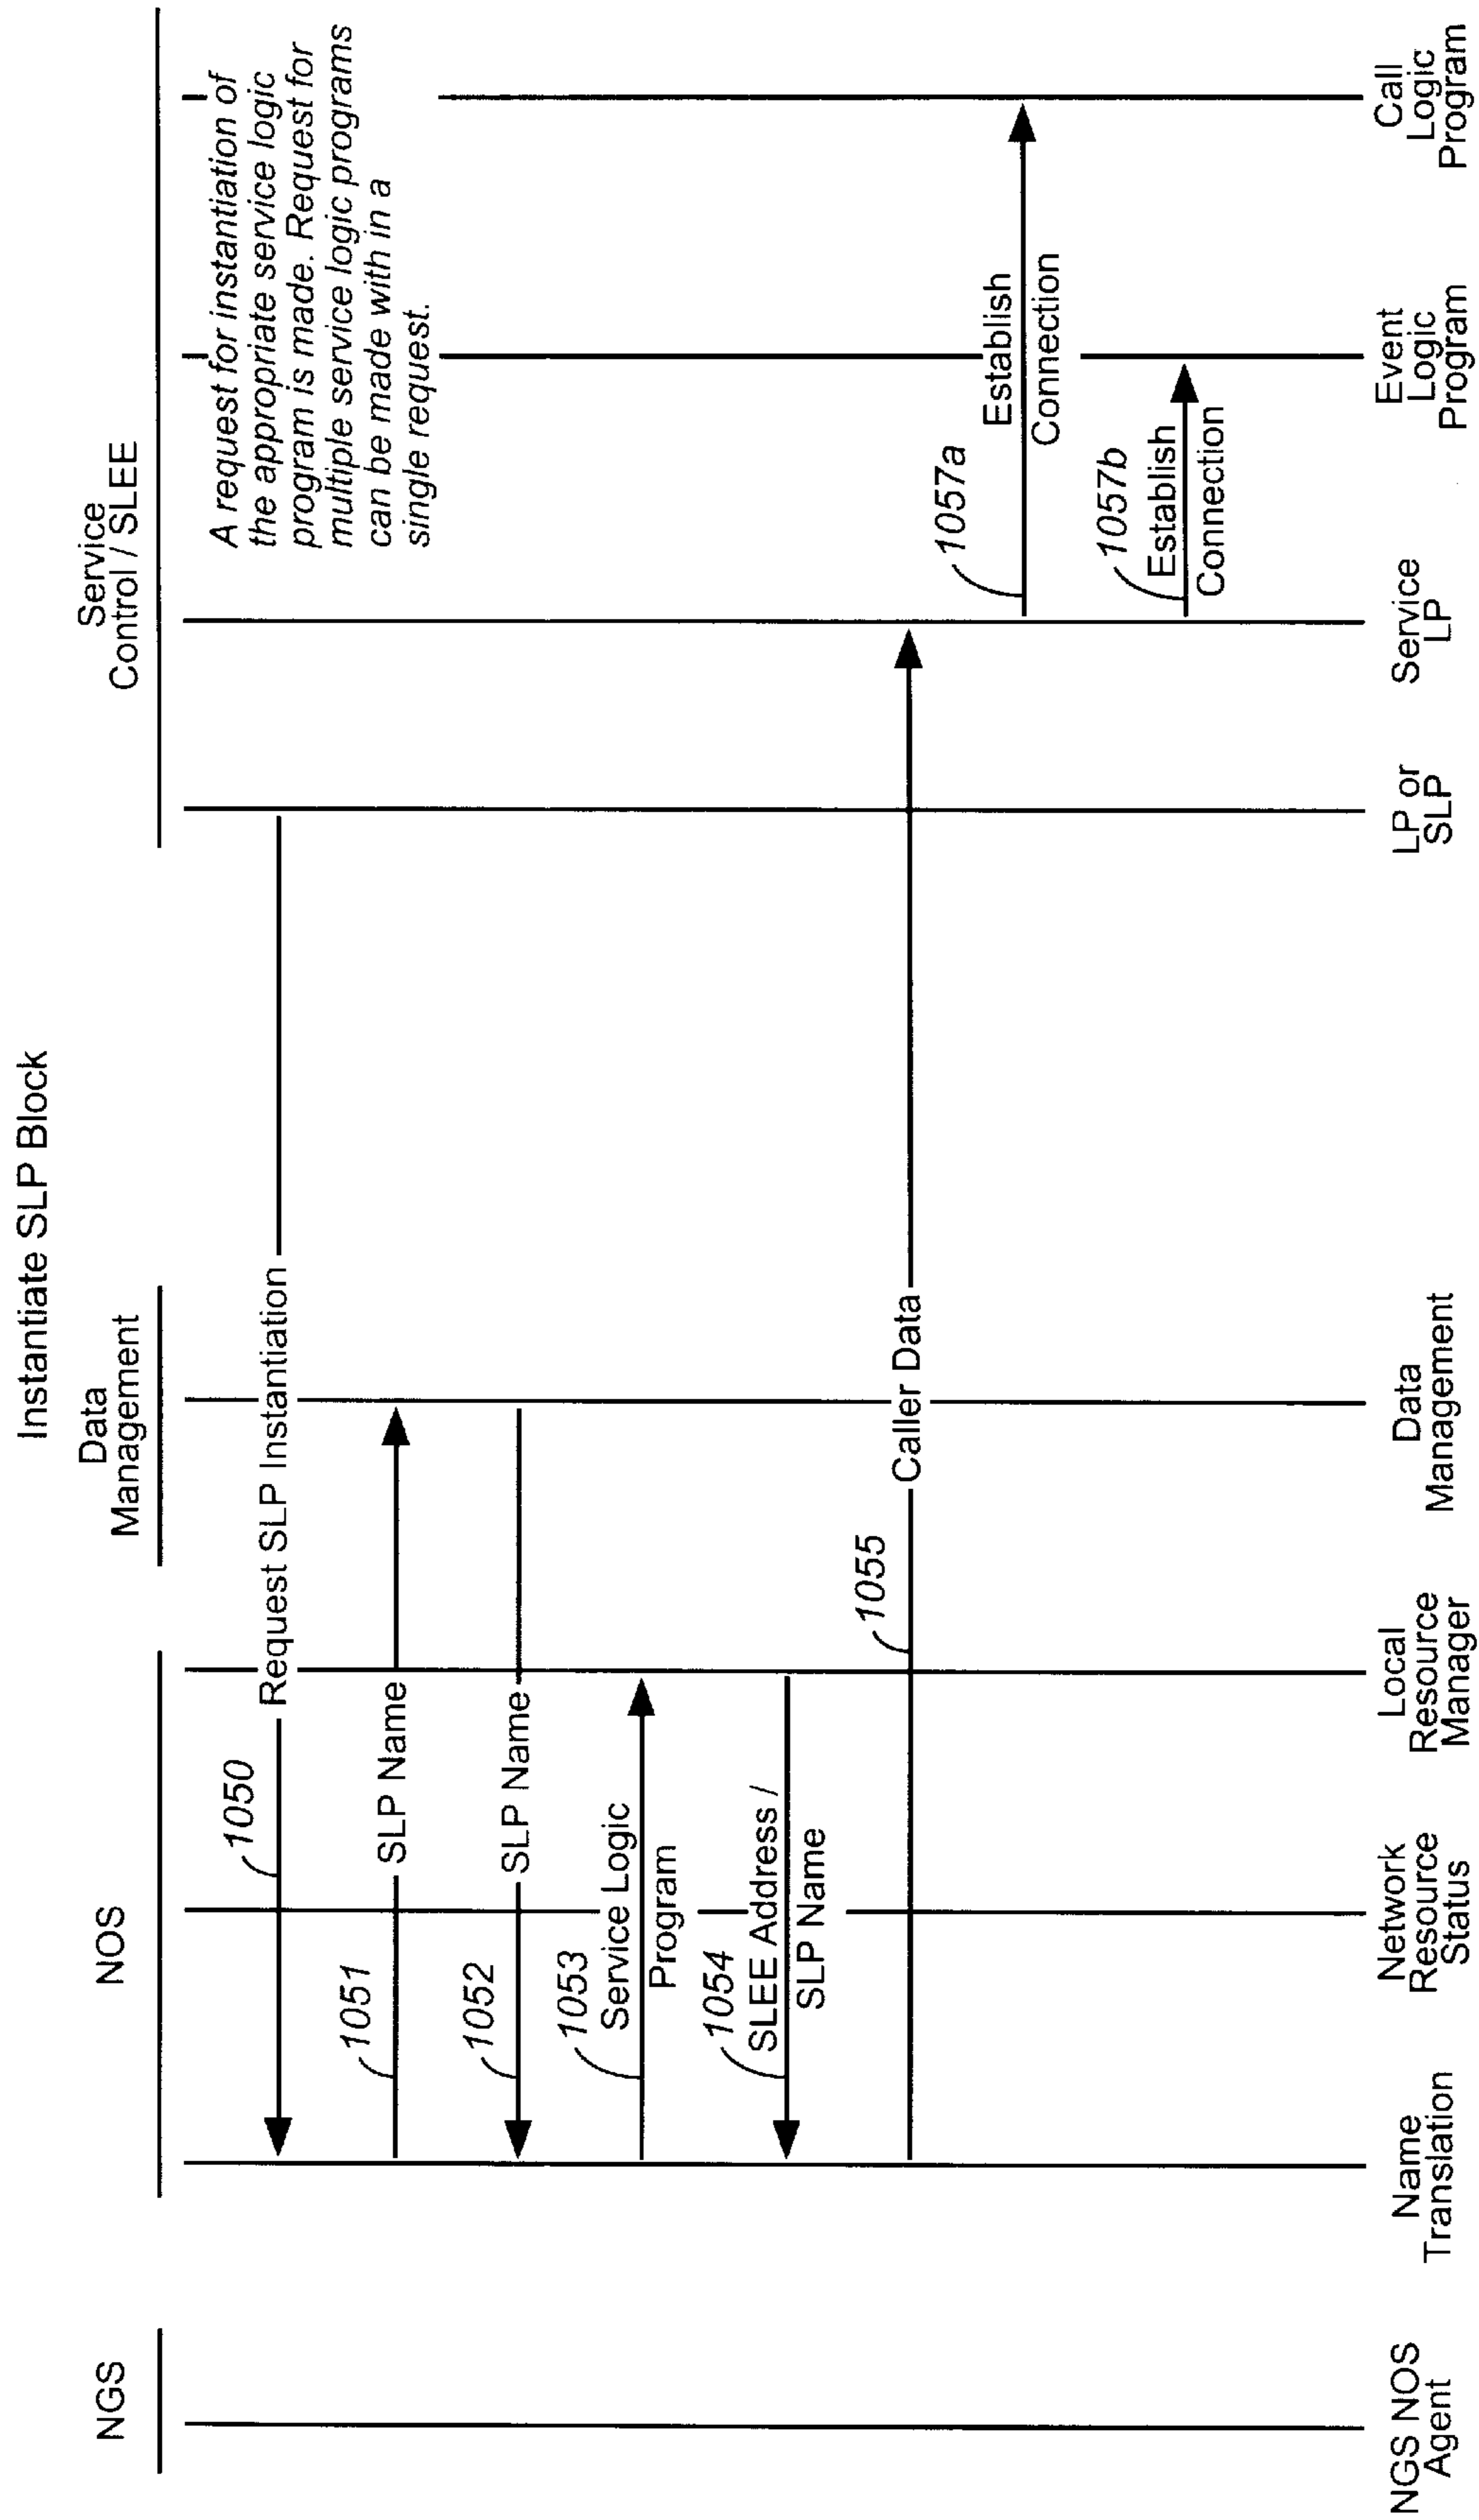 Instantiate SLP Block
NGS
NOS
Data
Management
Service
Control / SLEE
A request for instantiation of
the appropriate service logic
program is made. Request for
multiple service logic programs
can be made with in a
single request.
1050
Request SLP Instantiation
1051
SLP Name
1052
SLP Name
1053
Service Logic
Program
1054
SLEE Address /
SLP Name
1055
Caller Data
1057a
Establish
Connection
1057b
Establish
Connection
NGS NOS
Agent
Name
Translation
Network
Resource
Status
Local
Resource
Manager
Data
Management
LP or
SLP
Service
LP
Event
Logic
Program
Call
Logic
Program